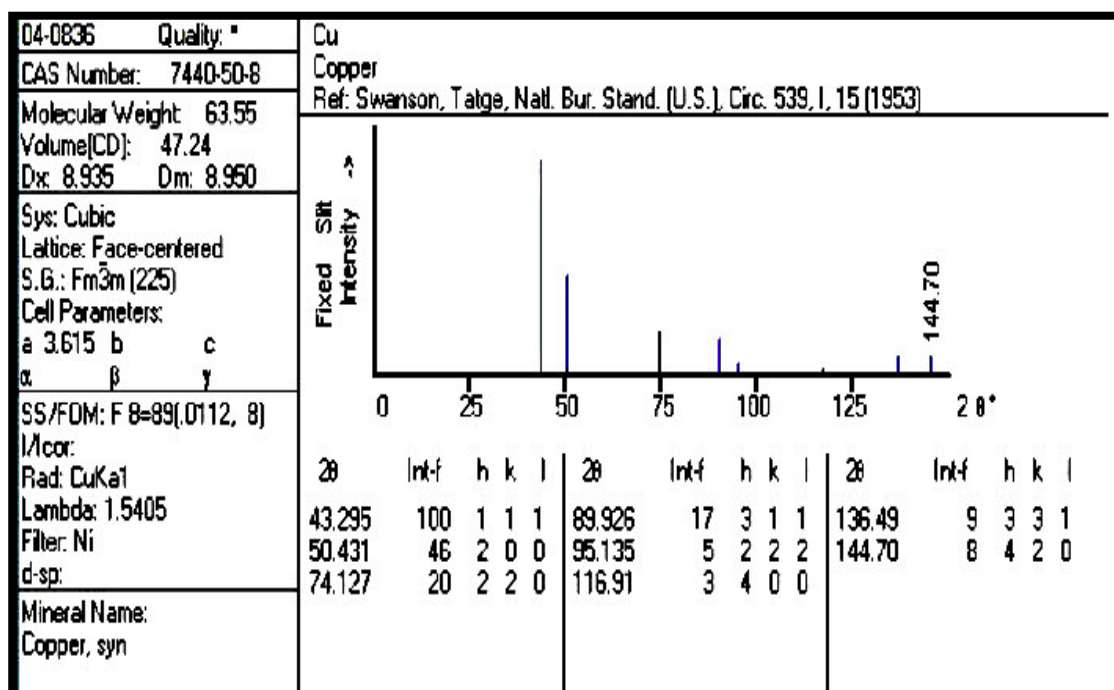 04-0836 Quality: *
CAS Number: 7440-50-8
Molecular Weight: 63.55
Volume[CD]: 47.24
Dx: 8.935 Dm: 8.950
Sys: Cubic
Lattice: Face-centered
S.G.: Fm3̅m (225)
Cell Parameters:
a 3.615 b c
α β γ
SS/FOM: F 8=89(.0112, 8)
I/Icor:
Rad: CuKa1
Lambda: 1.5405
Filter: Ni
d-sp:
Mineral Name:
Copper, syn
Cu
Copper
Ref: Swanson, Tatge, Natl. Bur. Stand. (U.S.), Circ. 539, I, 15 (1953)
Fixed Slit
Intensity ->
144.70
0 25 50 75 100 125 2 θ°
2θ Int-f h k l 2θ Int-f h k l 2θ Int-f h k l
43.295 100 1 1 1 89.926 17 3 1 1 136.49 9 3 3 1
50.431 46 2 0 0 95.135 5 2 2 2 144.70 8 4 2 0
74.127 20 2 2 0 116.91 3 4 0 0